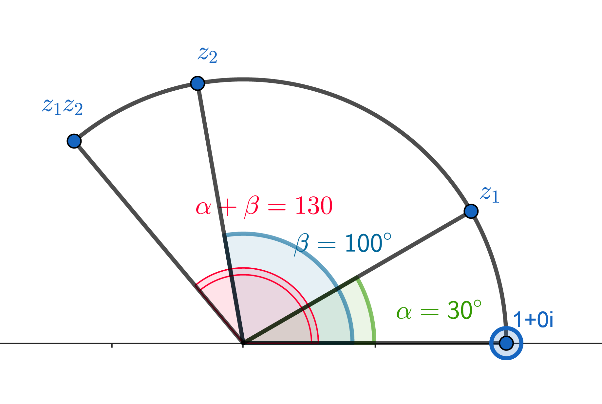 z₂
z₁z₂
z₁
α + β = 130
β = 100°
α = 30°
1+0i